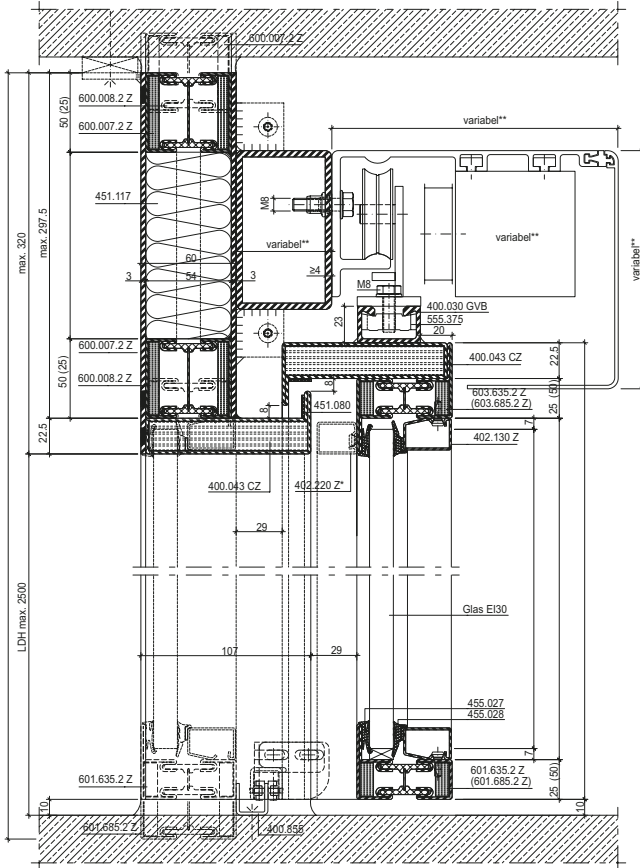 600.007.2 Z
variabel**
600.008.2 Z
600.007.2 Z
50 (25)
451.117
M8
max. 320
max. 297.5
variabel**
variabel**
variabel**
60
3
54
3
≥4
M8
400.030 GVB
555.375
20
23
600.007.2 Z
400.043 CZ
22.5
600.008.2 Z
50 (25)
8
8
451.080
603.635.2 Z
(603.685.2 Z)
25 (50)
7
402.130 Z
22.5
400.043 CZ
402.220 Z*
29
Glas EI30
LDH max. 2500
107
29
455.027
455.028
7
601.635.2 Z
601.635.2 Z
(601.685.2 Z)
25 (50)
10
10
601.685.2 Z
400.855